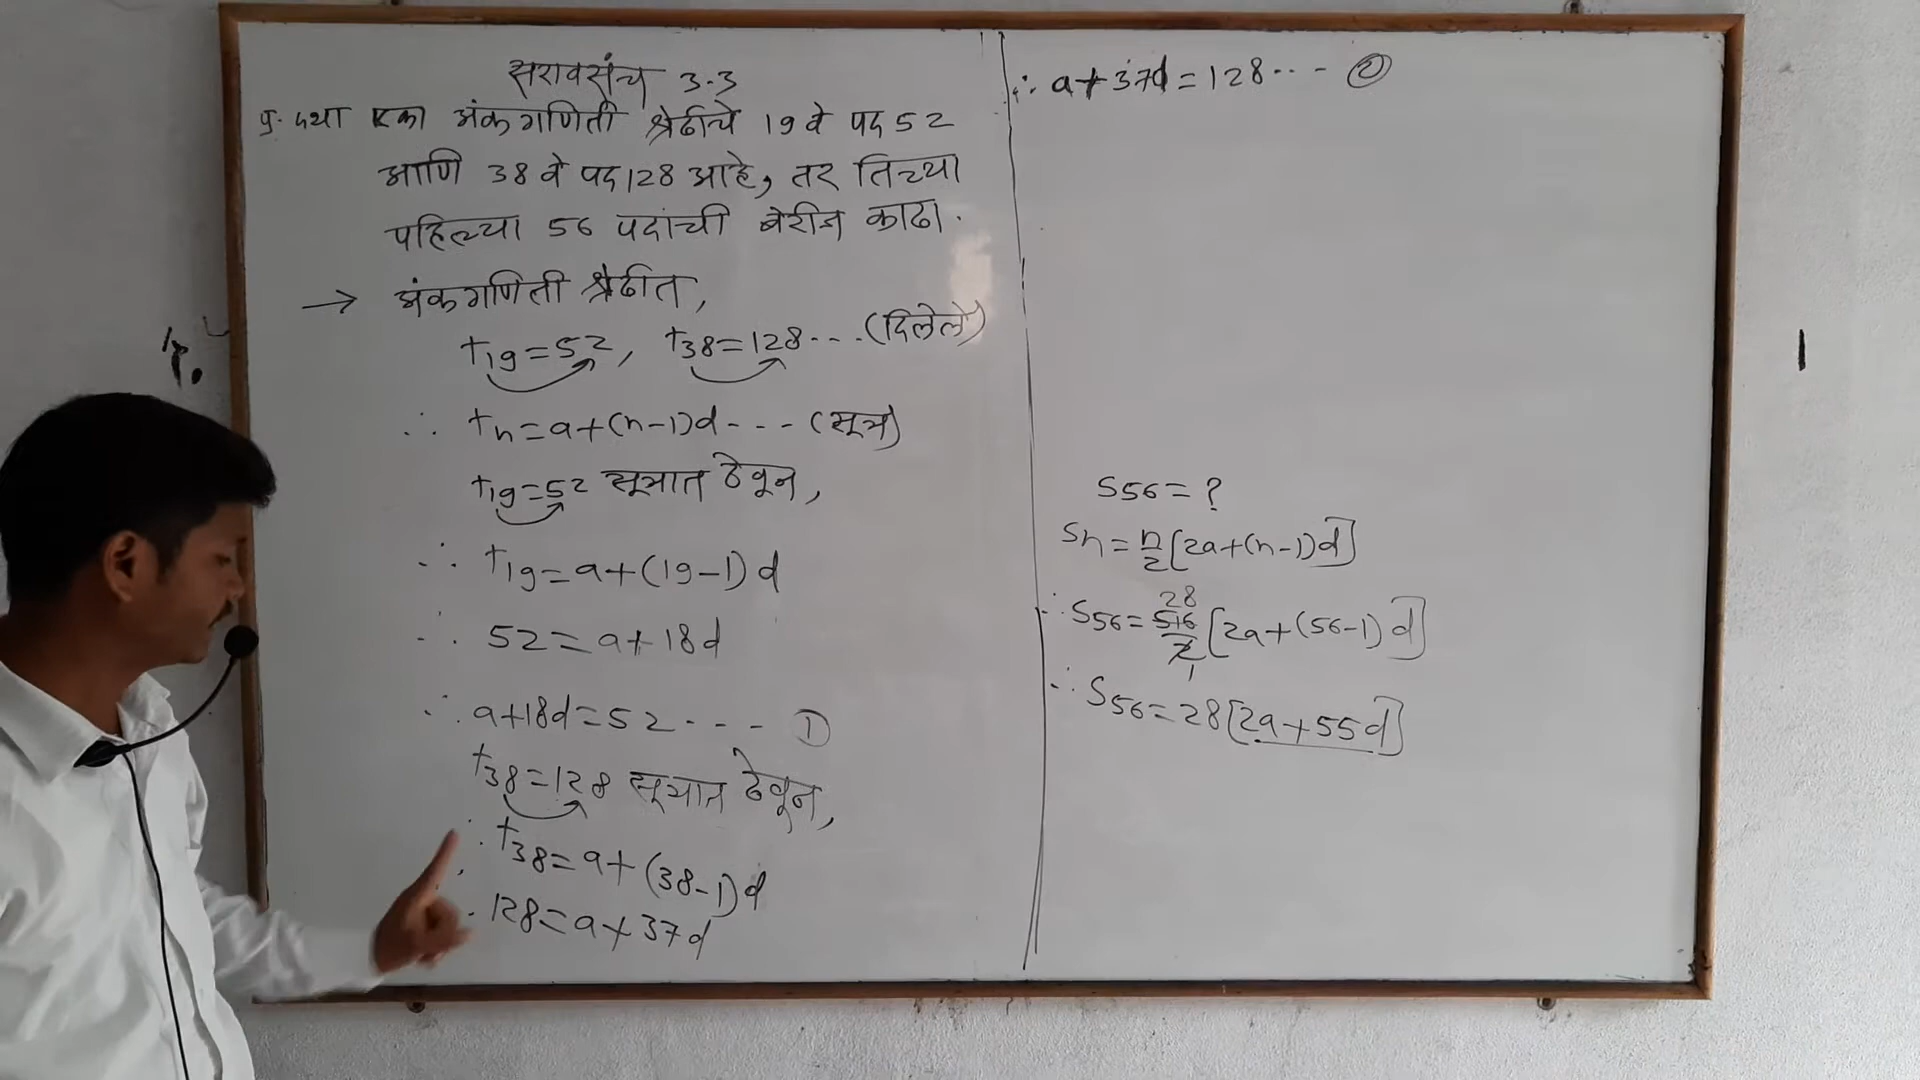 सरावसंच 3.3
प्र. 5था एका अंकगणिती श्रेढीचे 19 वे पद 52
आणि 38 वे पद 128 आहे, तर तिच्या
पहिल्या 56 पदांची बेरीज काढा.
→ अंकगणिती श्रेढीत,
t19=52, t38=128... (दिलेले)
∴ tn=a+(n-1)d --- (सूत्र)
t19=52 सूत्रात ठेवून,
∴ t19=a+(19-1)d
∴ 52=a+18d
∴ a+18d=52 --- ①
t38=128 सूत्रात ठेवून,
∴ t38=a+(38-1)d
∴ 128=a+37d
∴ a+37d=128... - ②
S56=?
Sn=n/2[2a+(n-1)d]
28
∴ S56=56/2[2a+(56-1)d]
1
∴ S56=28[2a+55d]